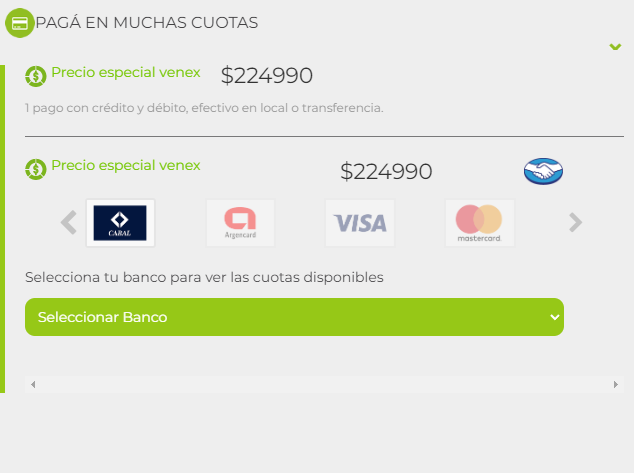 PAGÁ EN MUCHAS CUOTAS
Precio especial venex $224990
1 pago con crédito y débito, efectivo en local o transferencia.
Precio especial venex $224990
CABAL Argencard VISA mastercard
Selecciona tu banco para ver las cuotas disponibles
Seleccionar Banco